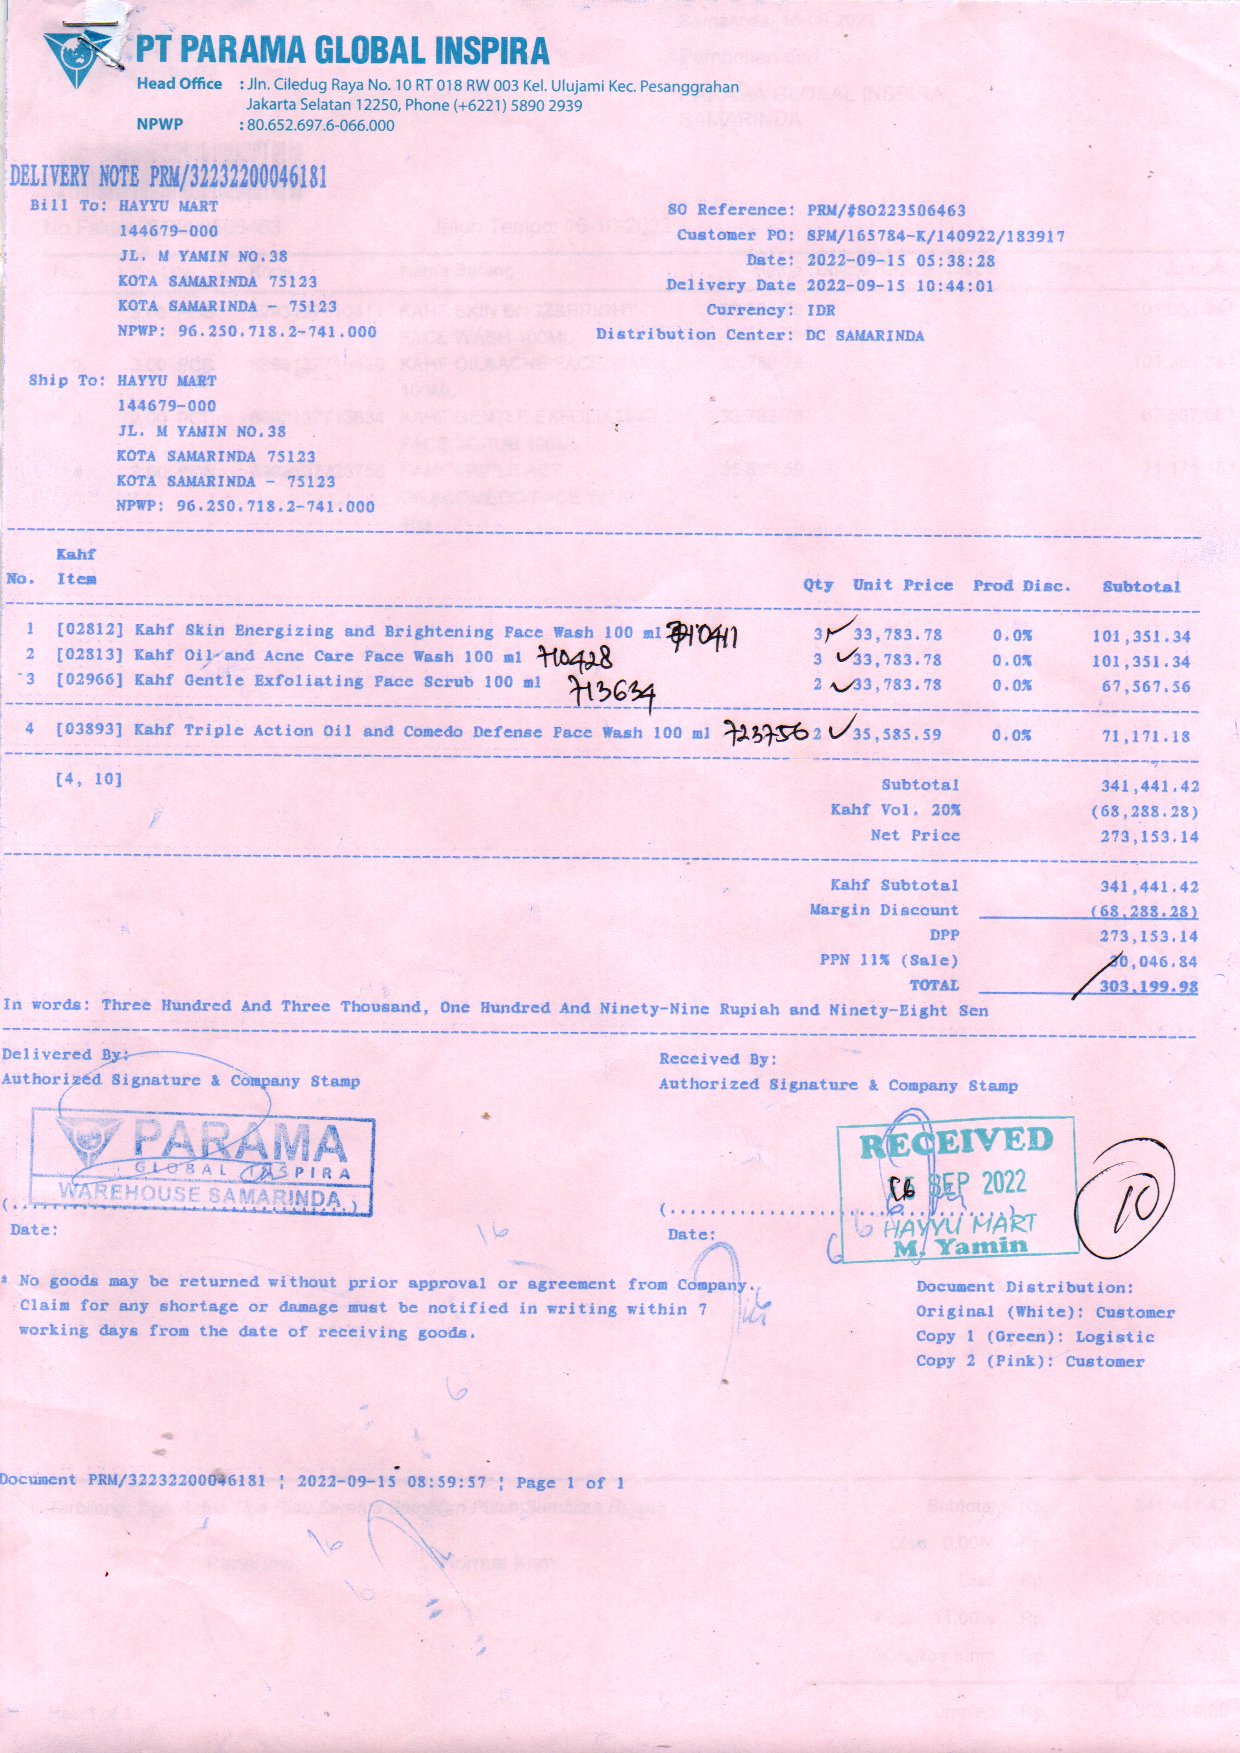 PT PARAMA GLOBAL INSPIRA
Head Office : Jln. Ciledug Raya No. 10 RT 018 RW 003 Kel. Ulujami Kec. Pesanggrahan
Jakarta Selatan 12250, Phone (+6221) 5890 2939
NPWP : 80.652.697.6-066.000
DELIVERY NOTE PRM/32232200046181
Bill To: HAYYU MART
144679-000
JL. M YAMIN NO.38
KOTA SAMARINDA 75123
KOTA SAMARINDA - 75123
NPWP: 96.250.718.2-741.000
SO Reference: PRM/#SO223506463
Customer PO: SPM/165784-K/140922/183917
Date: 2022-09-15 05:38:28
Delivery Date 2022-09-15 10:44:01
Currency: IDR
Distribution Center: DC SAMARINDA
Ship To: HAYYU MART
144679-000
JL. M YAMIN NO.38
KOTA SAMARINDA 75123
KOTA SAMARINDA - 75123
NPWP: 96.250.718.2-741.000
Kahf
No. Item Qty Unit Price Prod Disc. Subtotal
1 [02812] Kahf Skin Energizing and Brightening Face Wash 100 ml 710411 3 33,783.78 0.0% 101,351.34
2 [02813] Kahf Oil and Acne Care Face Wash 100 ml 710428 3 33,783.78 0.0% 101,351.34
3 [02966] Kahf Gentle Exfoliating Face Scrub 100 ml 713634 2 33,783.78 0.0% 67,567.56
4 [03893] Kahf Triple Action Oil and Comedo Defense Face Wash 100 ml 723756 2 35,585.59 0.0% 71,171.18
[4, 10] Subtotal 341,441.42
Kahf Vol. 20% (68,288.28)
Net Price 273,153.14
Kahf Subtotal 341,441.42
Margin Discount (68,288.28)
DPP 273,153.14
PPN 11% (Sale) 30,046.84
TOTAL 303,199.98
In words: Three Hundred And Three Thousand, One Hundred And Ninety-Nine Rupiah and Ninety-Eight Sen
Delivered By:
Authorized Signature & Company Stamp
PARAMA
GLOBAL INSPIRA
WAREHOUSE SAMARINDA
Date:
Received By:
Authorized Signature & Company Stamp
RECEIVED
16 SEP 2022
HAYYU MART
M. Yamin
10
Date:
* No goods may be returned without prior approval or agreement from Company.
Claim for any shortage or damage must be notified in writing within 7
working days from the date of receiving goods.
Document Distribution:
Original (White): Customer
Copy 1 (Green): Logistic
Copy 2 (Pink): Customer
Document PRM/32232200046181 ¦ 2022-09-15 08:59:57 ¦ Page 1 of 1